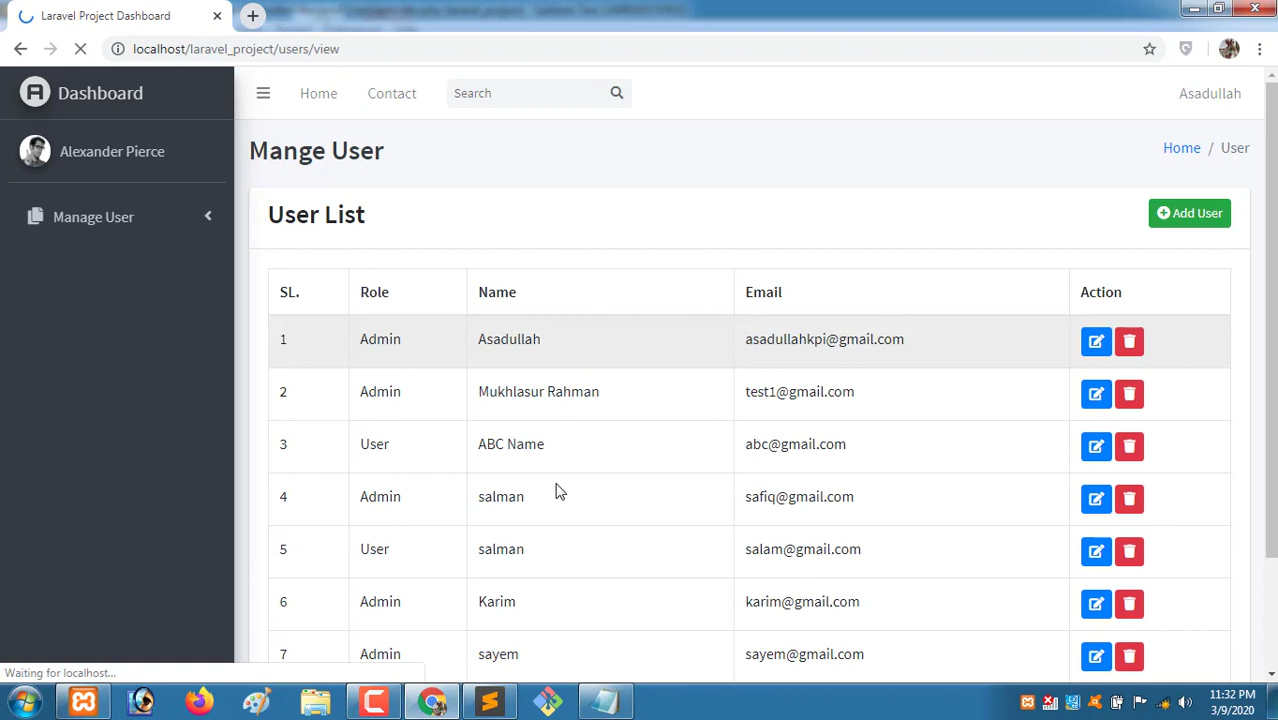 Laravel Project Dashboard
localhost/laravel_project/users/view
Dashboard
Home Contact Search Asadullah
Alexander Pierce
Mange User
Home / User
Manage User
User List
Add User
SL. Role Name Email Action
1 Admin Asadullah asadullahkpi@gmail.com
2 Admin Mukhlasur Rahman test1@gmail.com
3 User ABC Name abc@gmail.com
4 Admin salman safiq@gmail.com
5 User salman salam@gmail.com
6 Admin Karim karim@gmail.com
7 Admin sayem sayem@gmail.com
Waiting for localhost...
11:32 PM
3/9/2020